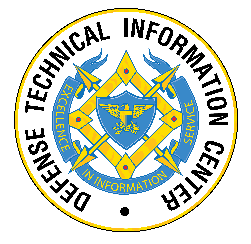 DEFENSE TECHNICAL INFORMATION CENTER
EXCELLENCE IN INFORMATION SERVICE